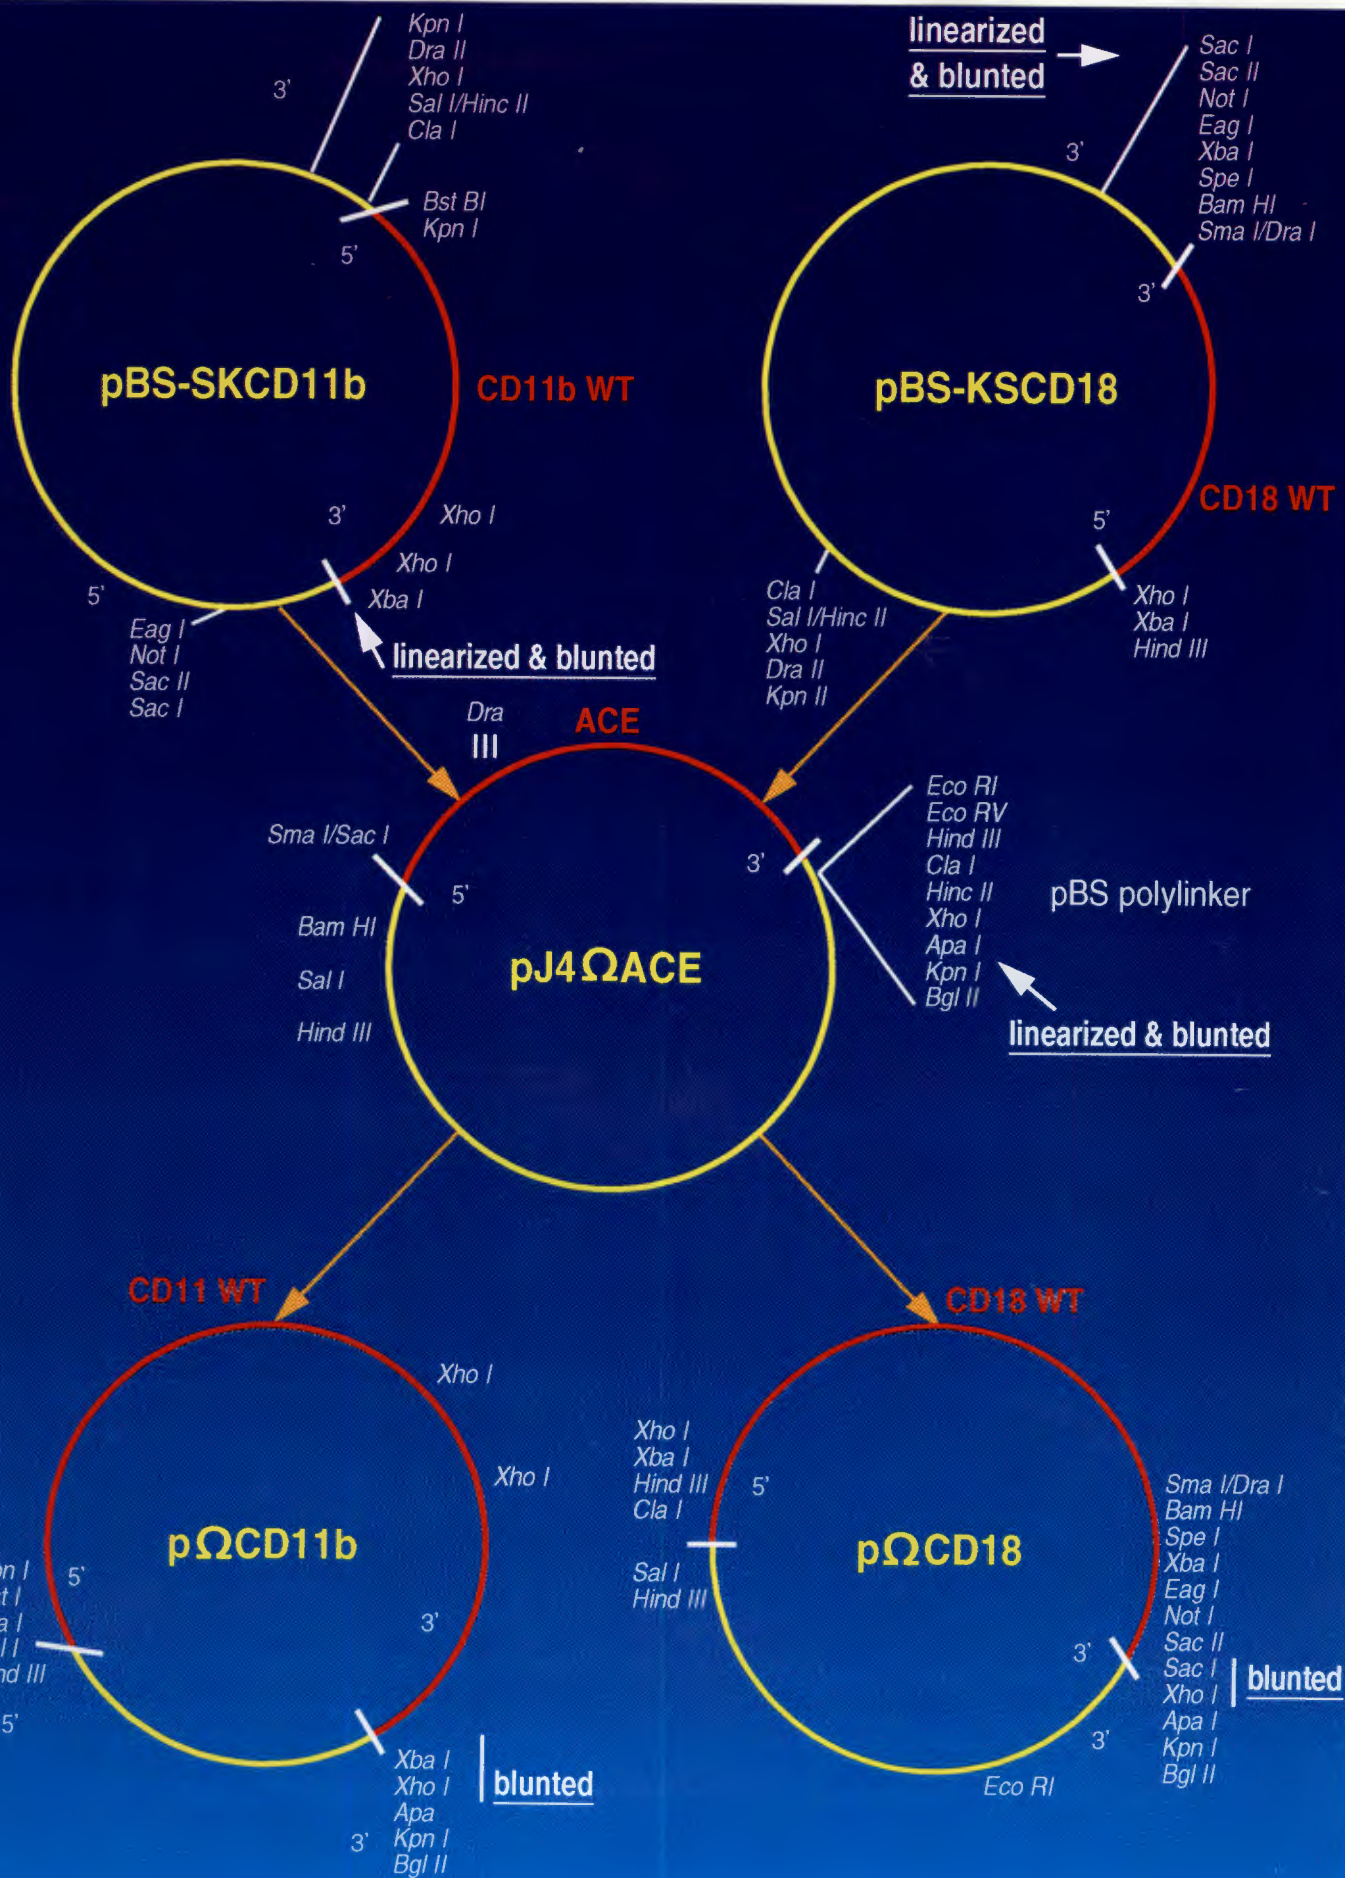 Kpn I
Dra II
Xho I
Sal I/Hinc II
Cla I
3'
Bst BI
Kpn I
5'
pBS-SKCD11b
CD11b WT
3'
Xho I
Xho I
Xba I
5'
Eag I
Not I
Sac II
Sac I
linearized & blunted
linearized
& blunted
Sac I
Sac II
Not I
Eag I
Xba I
Spe I
Bam HI
Sma I/Dra I
3'
3'
pBS-KSCD18
CD18 WT
5'
Cla I
Sal I/Hinc II
Xho I
Dra II
Kpn II
Xho I
Xba I
Hind III
Dra
III
ACE
Sma I/Sac I
5'
3'
Bam HI
Sal I
Hind III
pJ4ΩACE
Eco RI
Eco RV
Hind III
Cla I
Hinc II
Xho I
Apa I
Kpn I
Bgl II
pBS polylinker
linearized & blunted
CD11 WT
Xho I
Xho I
pΩCD11b
5'
3'
5'
Xba I
Xho I
Apa
Kpn I
Bgl II
blunted
3'
CD18 WT
Xho I
Xba I
Hind III
Cla I
5'
Sal I
Hind III
pΩCD18
Sma I/Dra I
Bam HI
Spe I
Xba I
Eag I
Not I
Sac II
Sac I
Xho I
Apa I
Kpn I
Bgl II
blunted
3'
3'
Eco RI